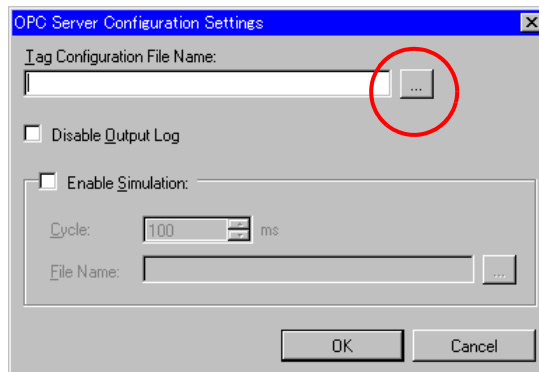 OPC Server Configuration Settings
Tag Configuration File Name:
...
Disable Output Log
Enable Simulation:
Cycle: 100 ms
File Name: ...
OK Cancel